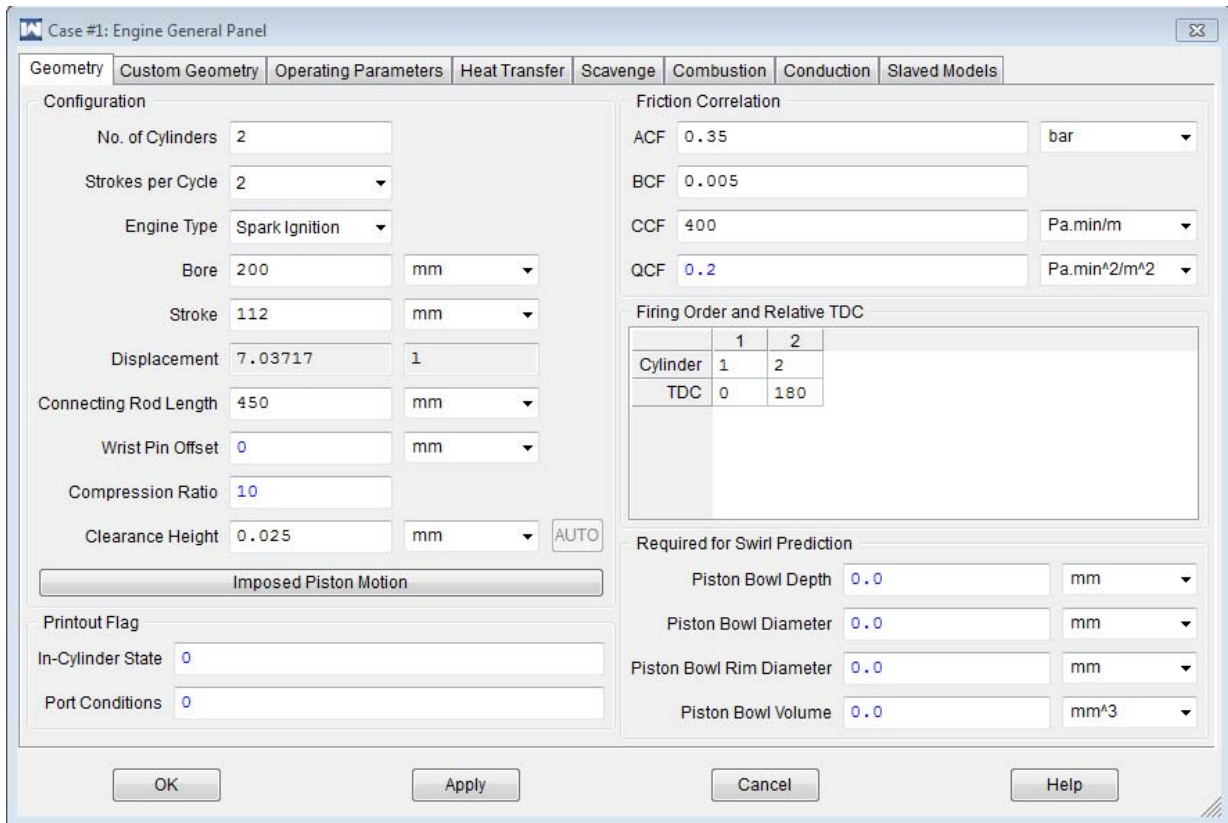 Case #1: Engine General Panel
Geometry Custom Geometry Operating Parameters Heat Transfer Scavenge Combustion Conduction Slaved Models
Configuration
No. of Cylinders 2
Strokes per Cycle 2
Engine Type Spark Ignition
Bore 200 mm
Stroke 112 mm
Displacement 7.03717 l
Connecting Rod Length 450 mm
Wrist Pin Offset 0 mm
Compression Ratio 10
Clearance Height 0.025 mm AUTO
Imposed Piston Motion
Printout Flag
In-Cylinder State 0
Port Conditions 0
Friction Correlation
ACF 0.35 bar
BCF 0.005
CCF 400 Pa.min/m
QCF 0.2 Pa.min^2/m^2
Firing Order and Relative TDC
1 2
Cylinder 1 2
TDC 0 180
Required for Swirl Prediction
Piston Bowl Depth 0.0 mm
Piston Bowl Diameter 0.0 mm
Piston Bowl Rim Diameter 0.0 mm
Piston Bowl Volume 0.0 mm^3
OK Apply Cancel Help